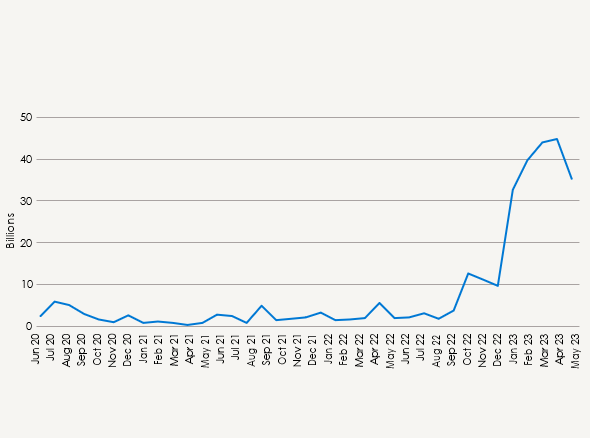 50
40
30
20
10
0
Billions
Jun 20
Jul 20
Aug 20
Sep 20
Oct 20
Nov 20
Dec 20
Jan 21
Feb 21
Mar 21
Apr 21
May 21
Jun 21
Jul 21
Aug 21
Sep 21
Oct 21
Nov 21
Dec 21
Jan 22
Feb 22
Mar 22
Apr 22
May 22
Jun 22
Jul 22
Aug 22
Sep 22
Oct 22
Nov 22
Dec 22
Jan 23
Feb 23
Mar 23
Apr 23
May 23